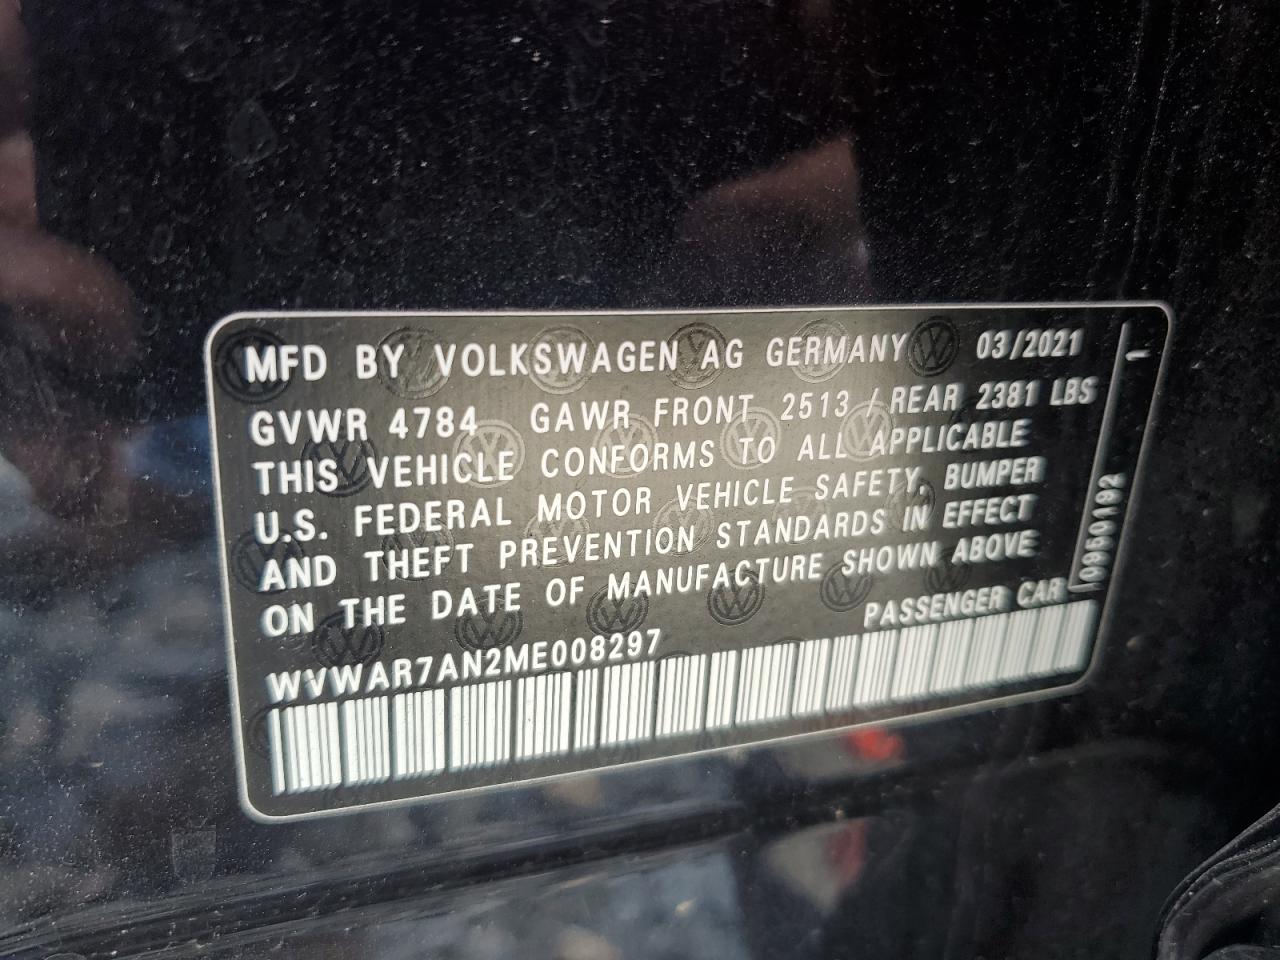 MFD BY VOLKSWAGEN AG GERMANY 03/2021
GVWR 4784 GAWR FRONT 2513 / REAR 2381 LBS
THIS VEHICLE CONFORMS TO ALL APPLICABLE
U.S. FEDERAL MOTOR VEHICLE SAFETY, BUMPER
AND THEFT PREVENTION STANDARDS IN EFFECT
ON THE DATE OF MANUFACTURE SHOWN ABOVE
PASSENGER CAR
WVWAR7AN2ME008297
0950192
1